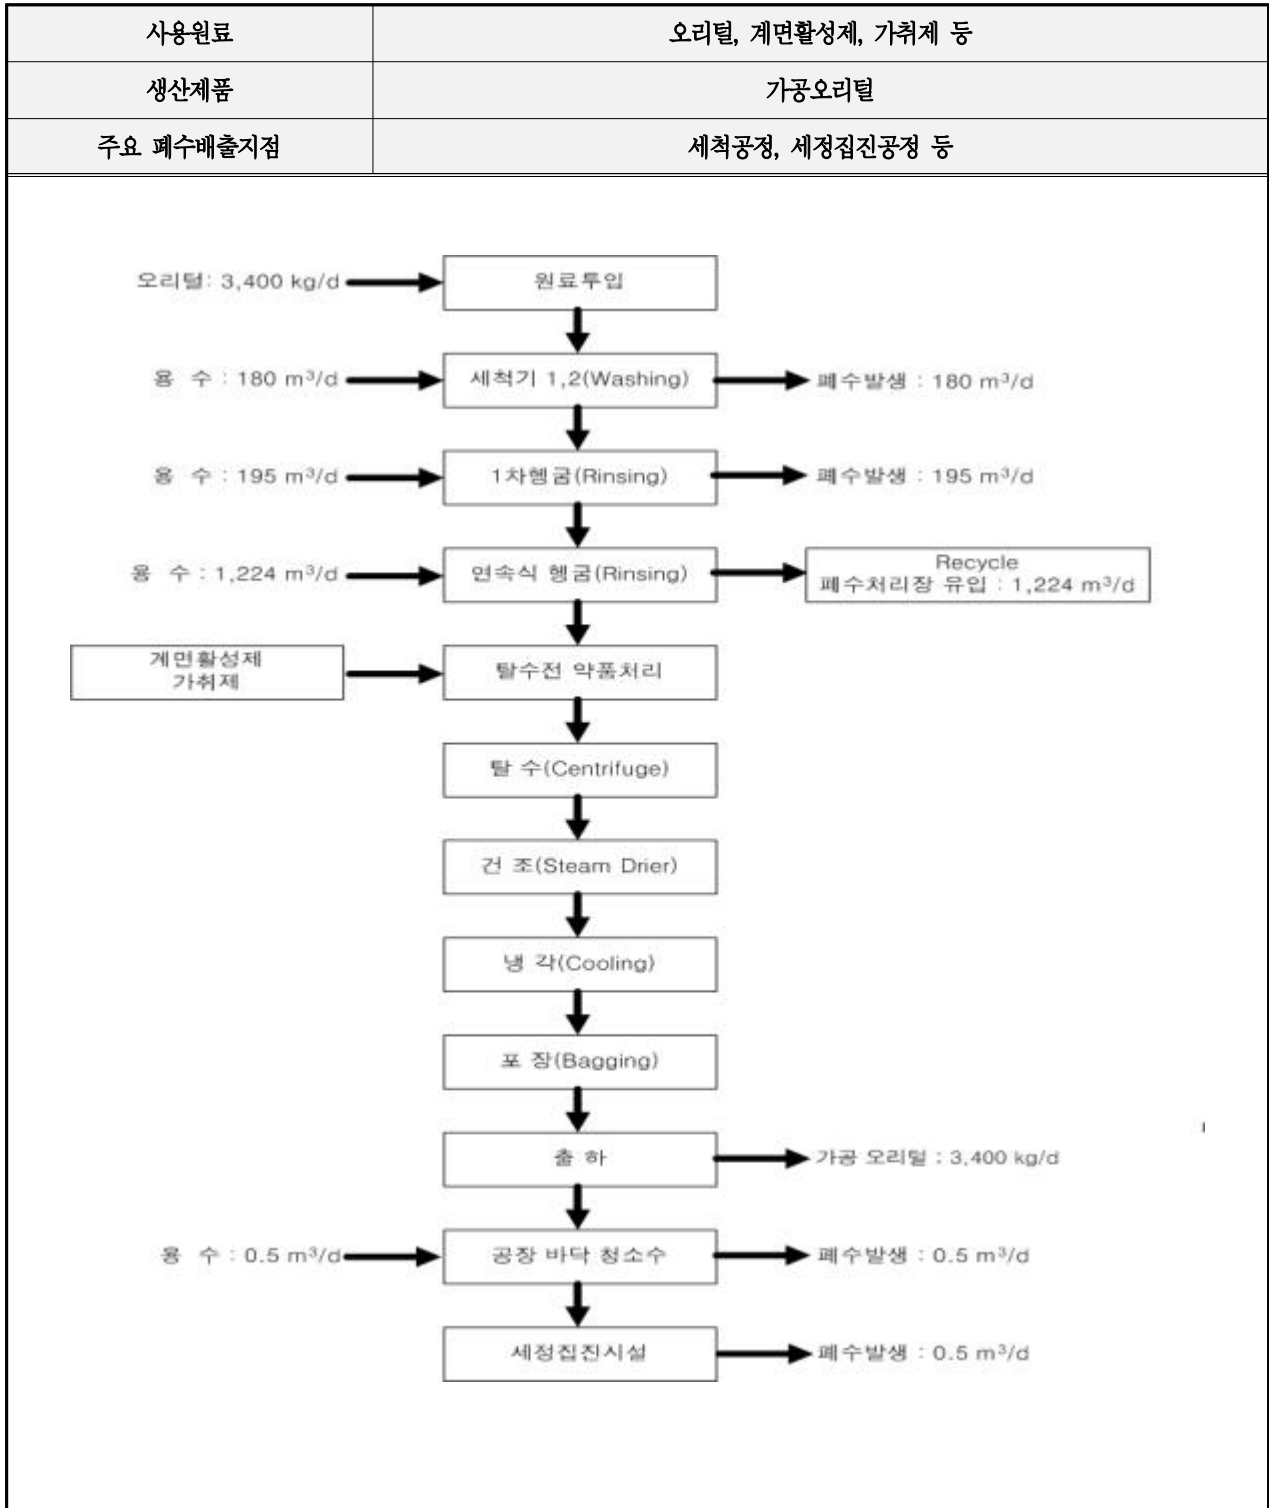 사용원료 오리털, 계면활성제, 가취제 등
생산제품 가공오리털
주요 폐수배출지점 세척공정, 세정집진공정 등
오리털: 3,400 kg/d 원료투입
용 수 : 180 m³/d 세척기 1,2(Washing) 폐수발생 : 180 m³/d
용 수 : 195 m³/d 1차헹굼(Rinsing) 폐수발생 : 195 m³/d
용 수 : 1,224 m³/d 연속식 헹굼(Rinsing) Recycle
폐수처리장 유입 : 1,224 m³/d
계면활성제
가취제
탈수전 약품처리
탈 수(Centrifuge)
건 조(Steam Drier)
냉 각(Cooling)
포 장(Bagging)
출 하 가공 오리털 : 3,400 kg/d
용 수 : 0.5 m³/d 공장 바닥 청소수 폐수발생 : 0.5 m³/d
세정집진시설 폐수발생 : 0.5 m³/d